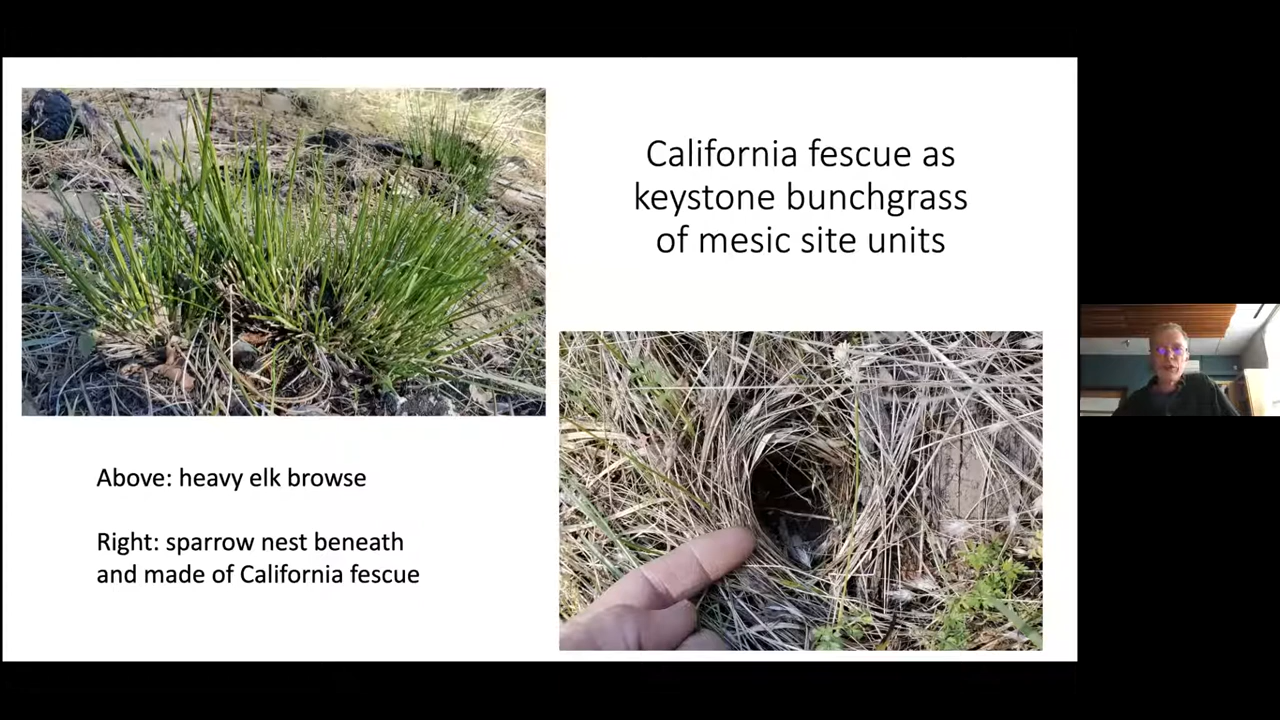 California fescue as
keystone bunchgrass
of mesic site units
Above: heavy elk browse
Right: sparrow nest beneath
and made of California fescue